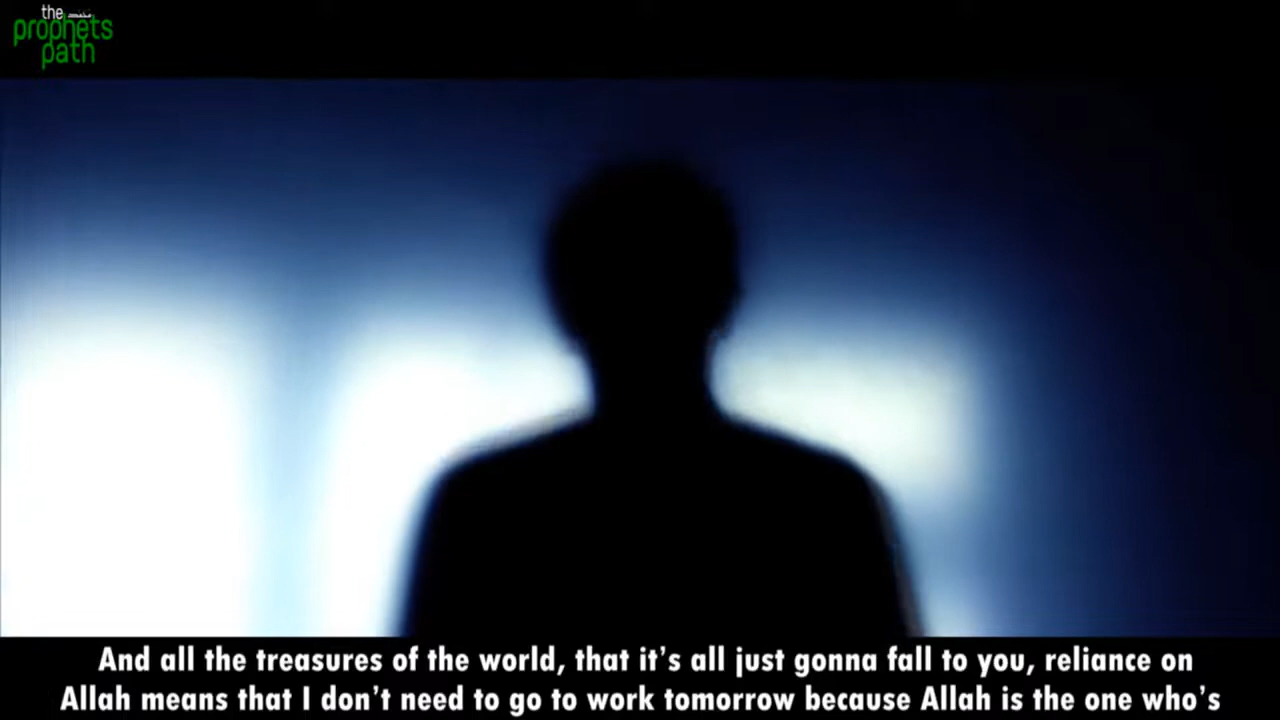 the
prophets
path
And all the treasures of the world, that it's all just gonna fall to you, reliance on
Allah means that I don't need to go to work tomorrow because Allah is the one who's